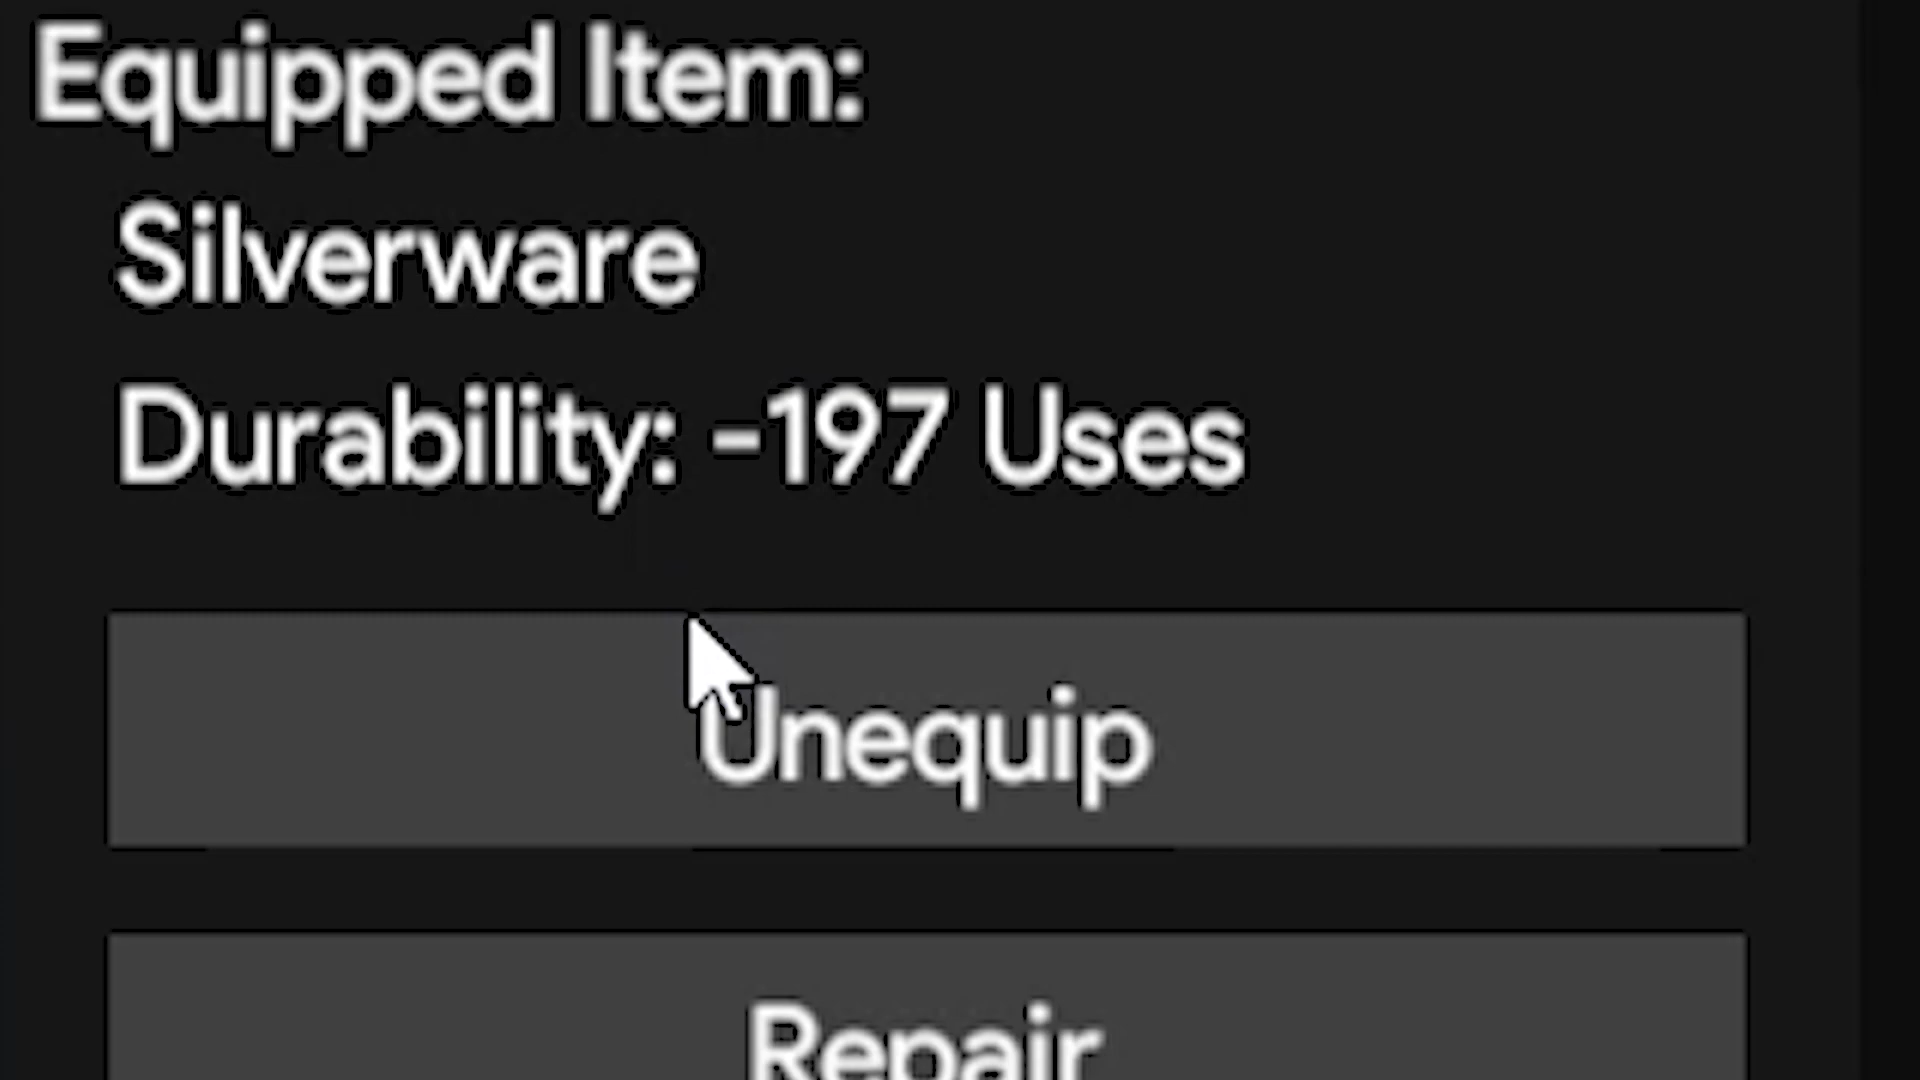 Equipped Item:
Silverware
Durability: -197 Uses
Unequip
Repair